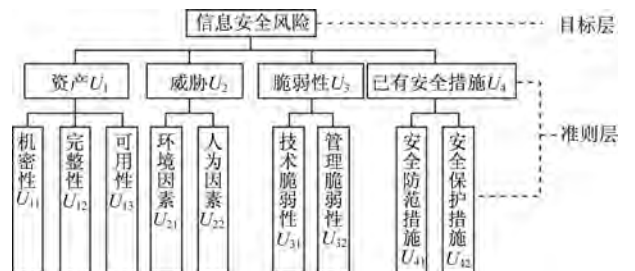 信息安全风险
目标层
资产U₁
威胁U₂
脆弱性U₃
已有安全措施U₄
准则层
机密性U₁₁
完整性U₁₂
可用性U₁₃
环境因素U₂₁
人为因素U₂₂
技术脆弱性U₃₁
管理脆弱性U₃₂
安全防范措施U₄₁
安全保护措施U₄₂